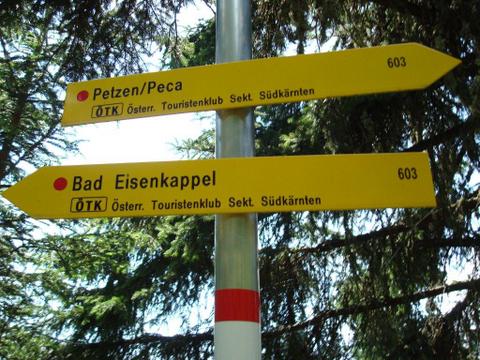 Petzen/Peca 603
ÖTK Österr. Touristenklub Sekt. Südkärnten
Bad Eisenkappel 603
ÖTK Österr. Touristenklub Sekt. Südkärnten